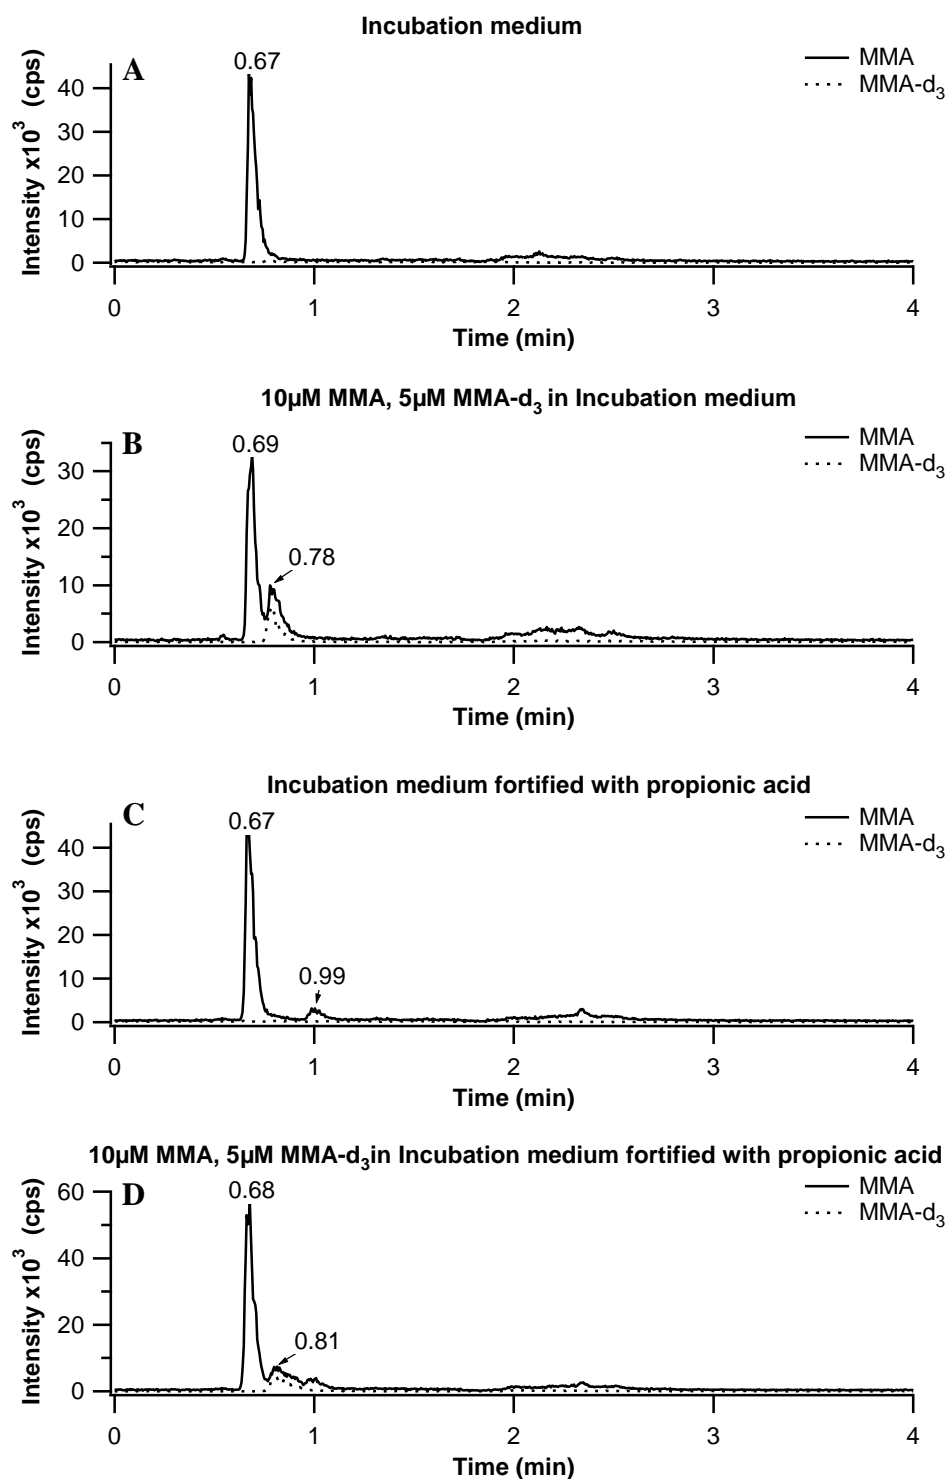 Incubation medium
A
0.67
MMA
MMA-d3
Intensity x10^3 (cps)
40
30
20
10
0
0 1 2 3 4
Time (min)
10µM MMA, 5µM MMA-d3 in Incubation medium
B
0.69
0.78
MMA
MMA-d3
Intensity x10^3 (cps)
30
20
10
0
0 1 2 3 4
Time (min)
Incubation medium fortified with propionic acid
C
0.67
0.99
MMA
MMA-d3
Intensity x10^3 (cps)
40
30
20
10
0
0 1 2 3 4
Time (min)
10µM MMA, 5µM MMA-d3in Incubation medium fortified with propionic acid
D
0.68
0.81
MMA
MMA-d3
Intensity x10^3 (cps)
60
40
20
0
0 1 2 3 4
Time (min)